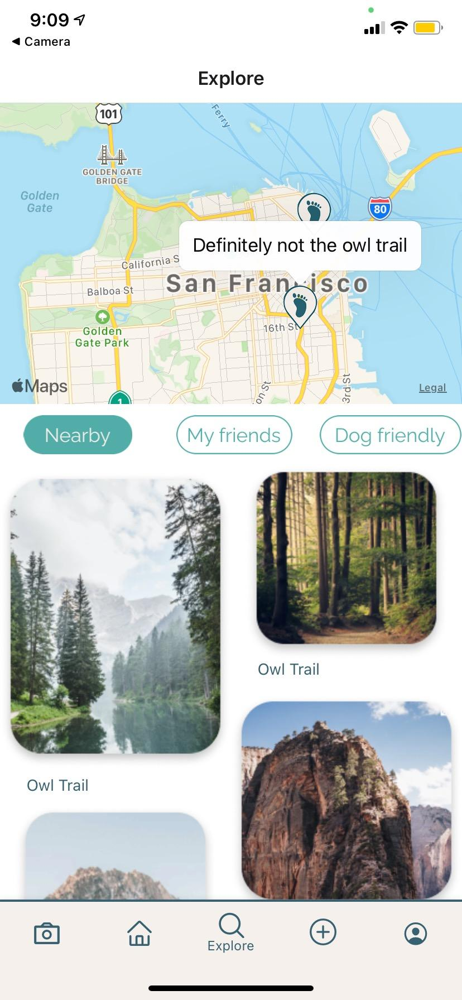 9:09
Camera
Explore
101
Ferry
GOLDEN GATE
BRIDGE
Golden
Gate
80
Definitely not the owl trail
California S
San Francisco
Balboa St
16th St
Golden
Gate Park
Maps
on St
3rd St
Legal
1
Nearby
My friends
Dog friendly
Owl Trail
Owl Trail
Explore